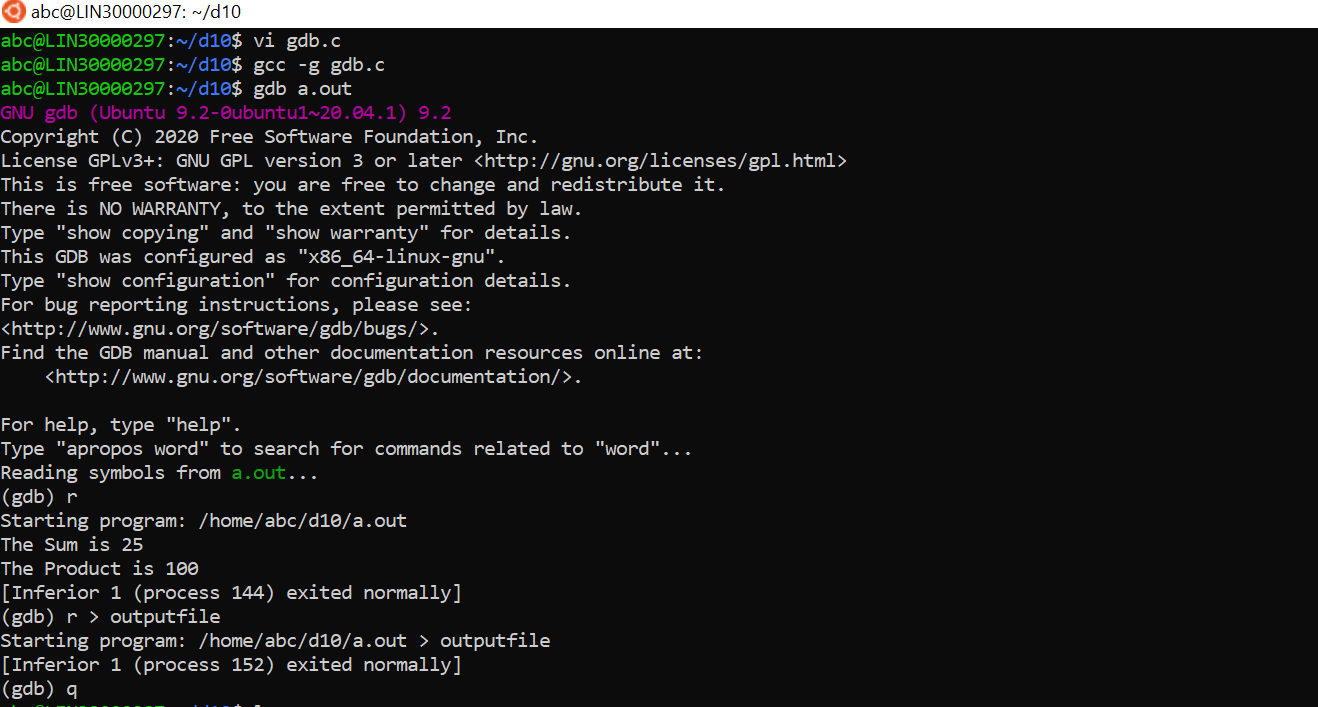 abc@LIN30000297: ~/d10
abc@LIN30000297:~/d10$ vi gdb.c
abc@LIN30000297:~/d10$ gcc -g gdb.c
abc@LIN30000297:~/d10$ gdb a.out
GNU gdb (Ubuntu 9.2-0ubuntu1~20.04.1) 9.2
Copyright (C) 2020 Free Software Foundation, Inc.
License GPLv3+: GNU GPL version 3 or later <http://gnu.org/licenses/gpl.html>
This is free software: you are free to change and redistribute it.
There is NO WARRANTY, to the extent permitted by law.
Type "show copying" and "show warranty" for details.
This GDB was configured as "x86_64-linux-gnu".
Type "show configuration" for configuration details.
For bug reporting instructions, please see:
<http://www.gnu.org/software/gdb/bugs/>.
Find the GDB manual and other documentation resources online at:
    <http://www.gnu.org/software/gdb/documentation/>.

For help, type "help".
Type "apropos word" to search for commands related to "word"...
Reading symbols from a.out...
(gdb) r
Starting program: /home/abc/d10/a.out
The Sum is 25
The Product is 100
[Inferior 1 (process 144) exited normally]
(gdb) r > outputfile
Starting program: /home/abc/d10/a.out > outputfile
[Inferior 1 (process 152) exited normally]
(gdb) q